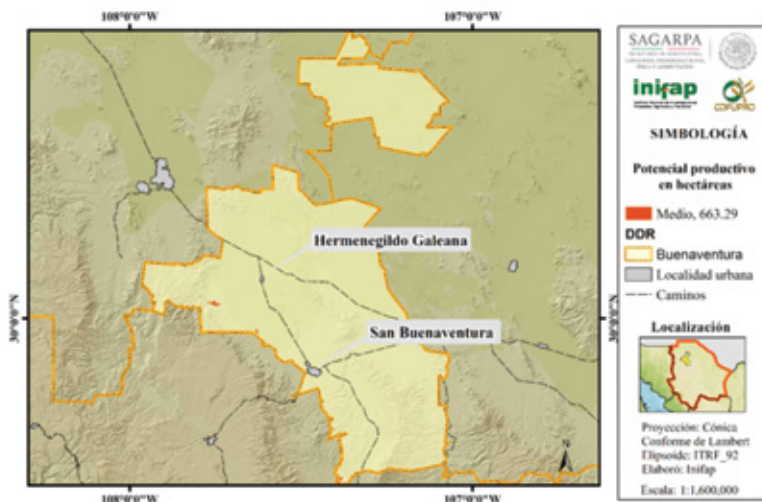 108°0'0"W
107°0'0"W
30°0'0"N
Hermenegildo Galeana
San Buenaventura
30°0'0"N
108°0'0"W
107°0'0"W
N
SAGARPA
inifap
COFUPRO
SIMBOLOGÍA
Potencial productivo
en hectáreas
Medio, 663.29
DDR
Buenaventura
Localidad urbana
Caminos
Localización
Proyección: Cónica
Conforme de Lambert
Elipsoide: ITRF_92
Elaboró: Inifap
Escala: 1:1,600,000